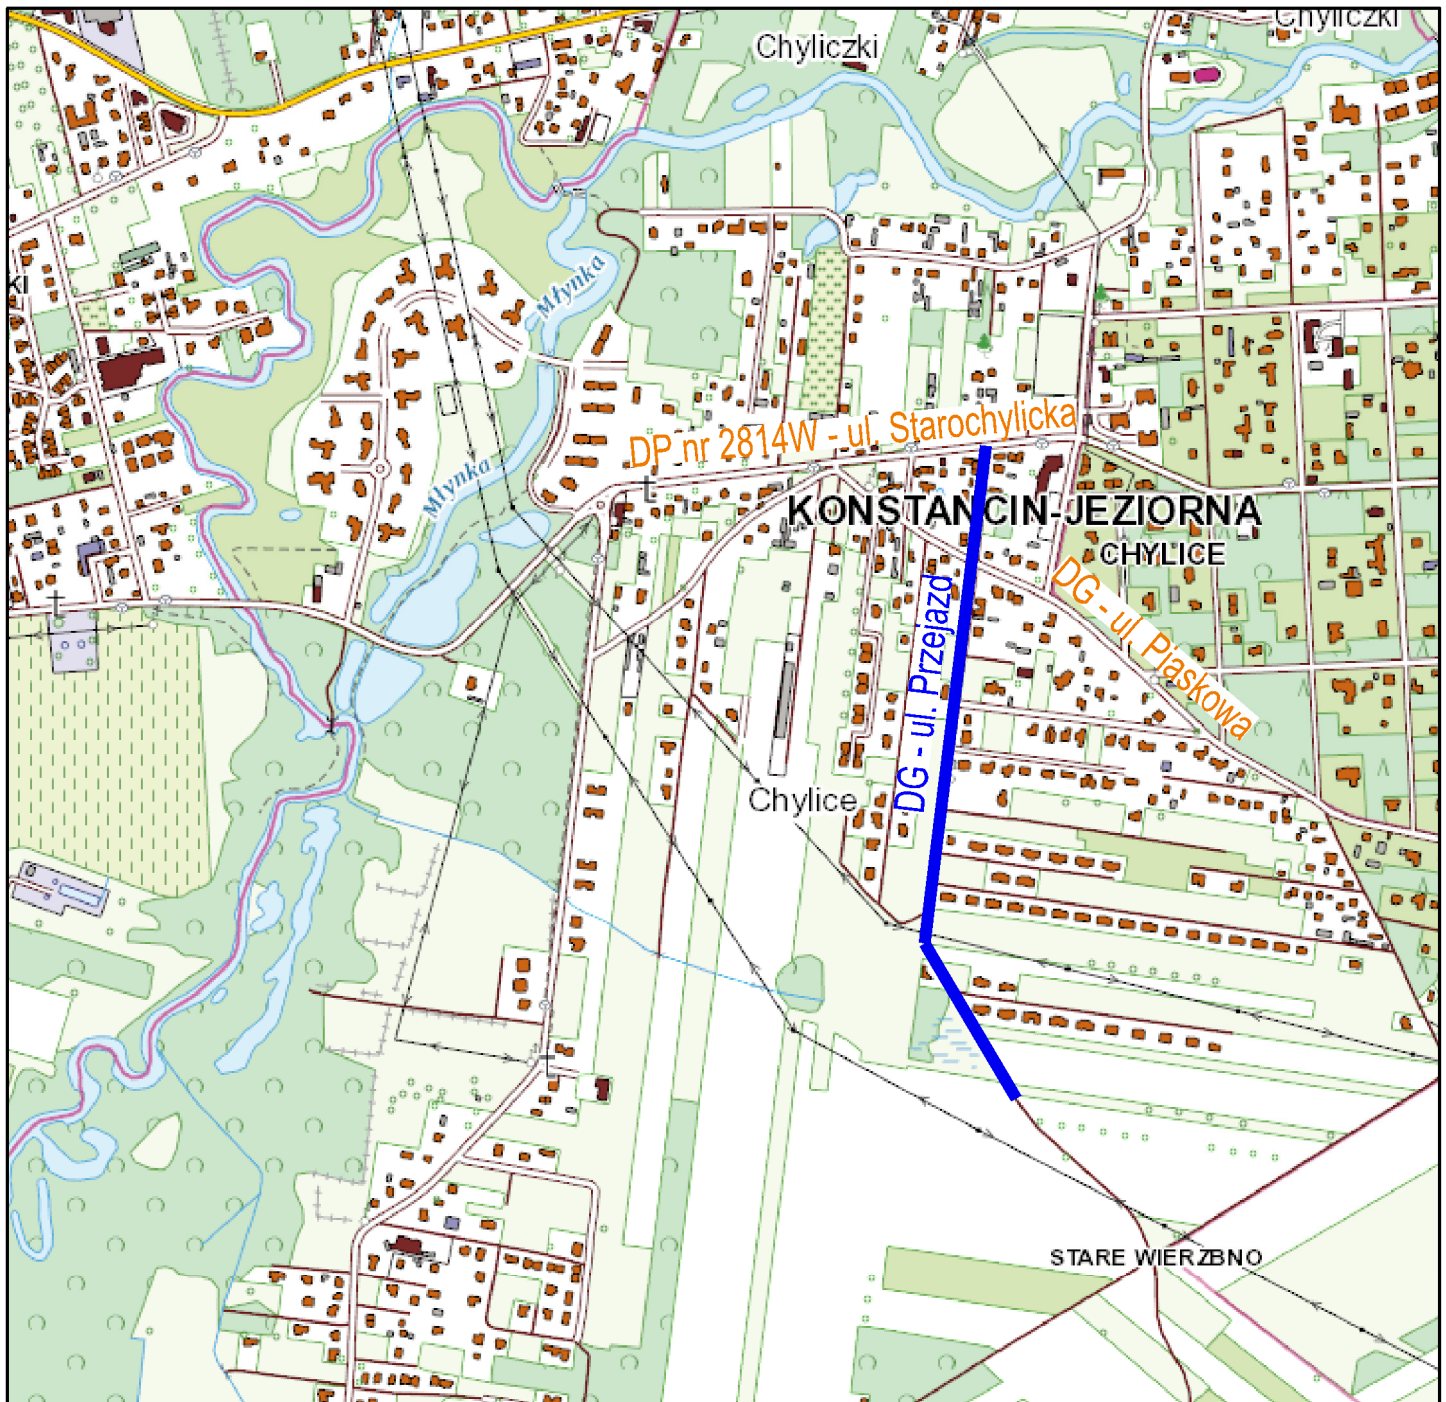 Chyliczki
Chyliczki
KI
Młynka
DP nr 2814W - ul. Starochylicka
Młynka
KONSTANCIN-JEZIORNA
CHYLICE
DG - ul. Piaskowa
DG - ul. Przejazd
Chylice
STARE WIERZBNO